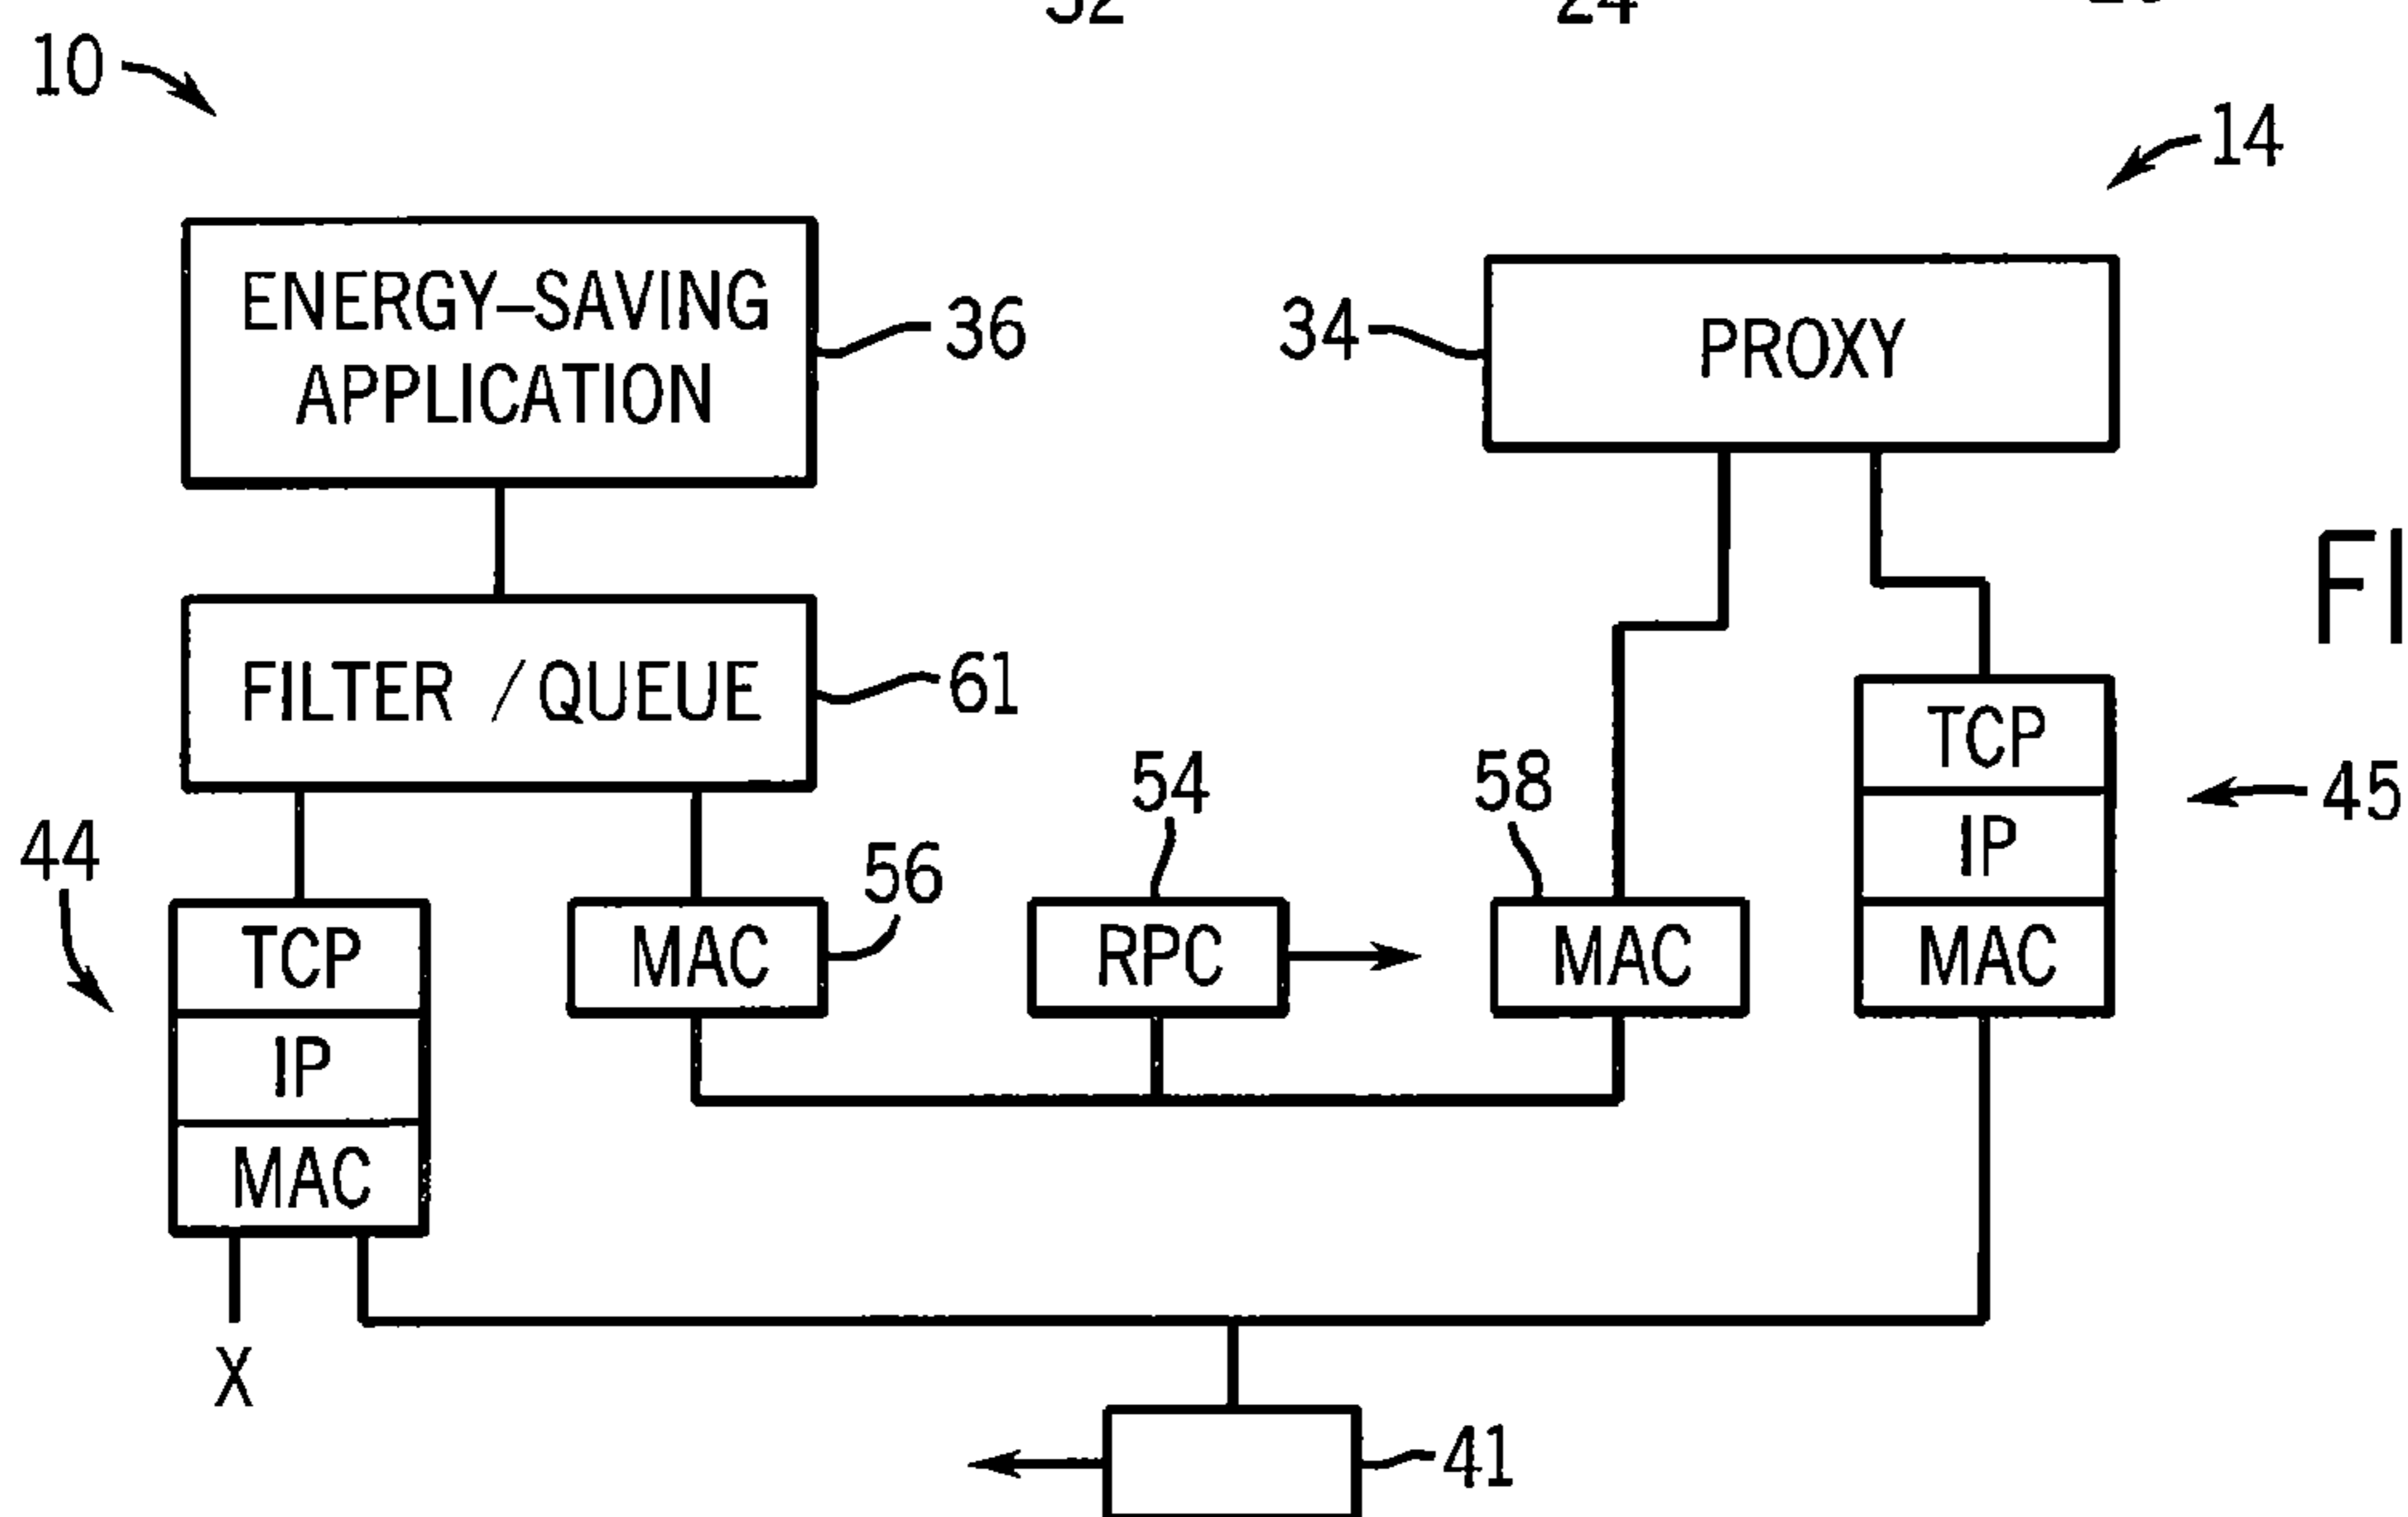 10
14
ENERGY-SAVING
APPLICATION
36
34
PROXY
FILTER / QUEUE
61
54
58
TCP
IP
MAC
45
44
56
TCP
IP
MAC
MAC
RPC
MAC
X
41